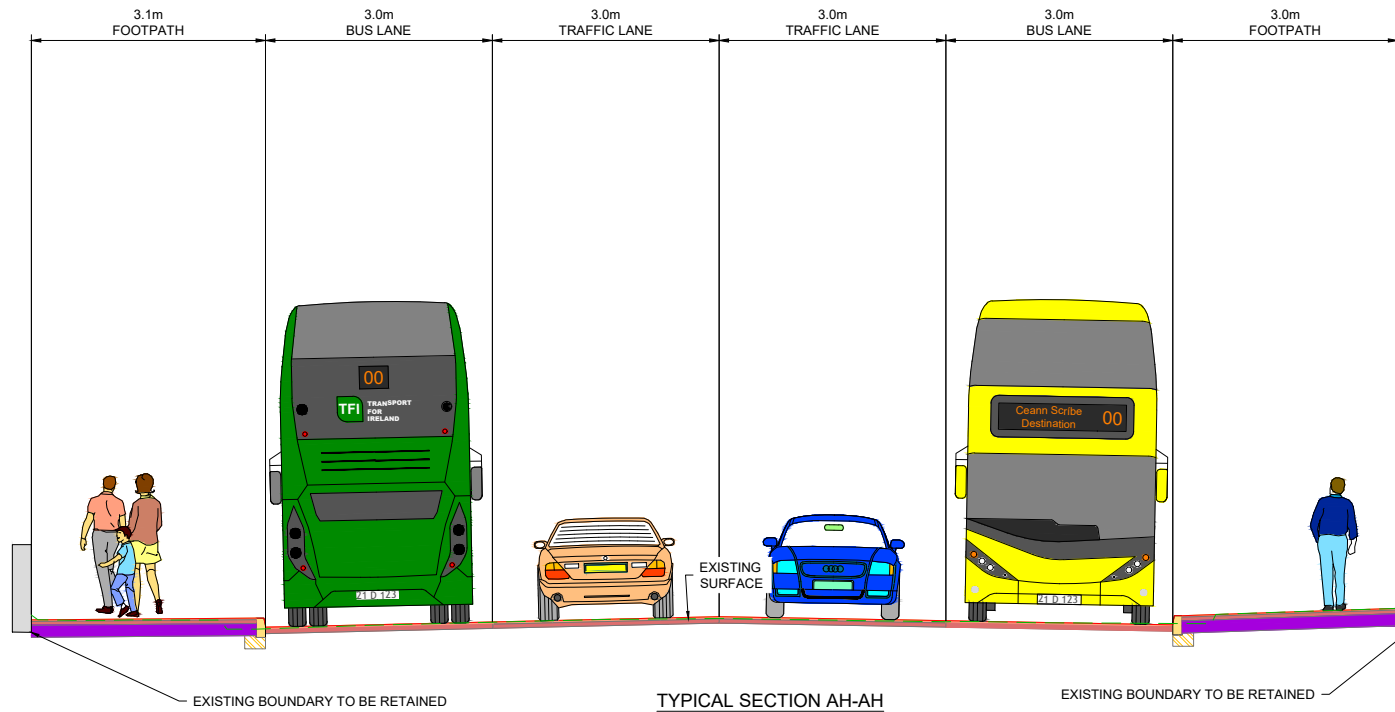 3.1m
FOOTPATH
3.0m
BUS LANE
3.0m
TRAFFIC LANE
3.0m
TRAFFIC LANE
3.0m
BUS LANE
3.0m
FOOTPATH
00
TFI
TRANSPORT
FOR
IRELAND
21 D 123
Ceann Scríbe
Destination
00
21 D 123
EXISTING
SURFACE
EXISTING BOUNDARY TO BE RETAINED
TYPICAL SECTION AH-AH
EXISTING BOUNDARY TO BE RETAINED